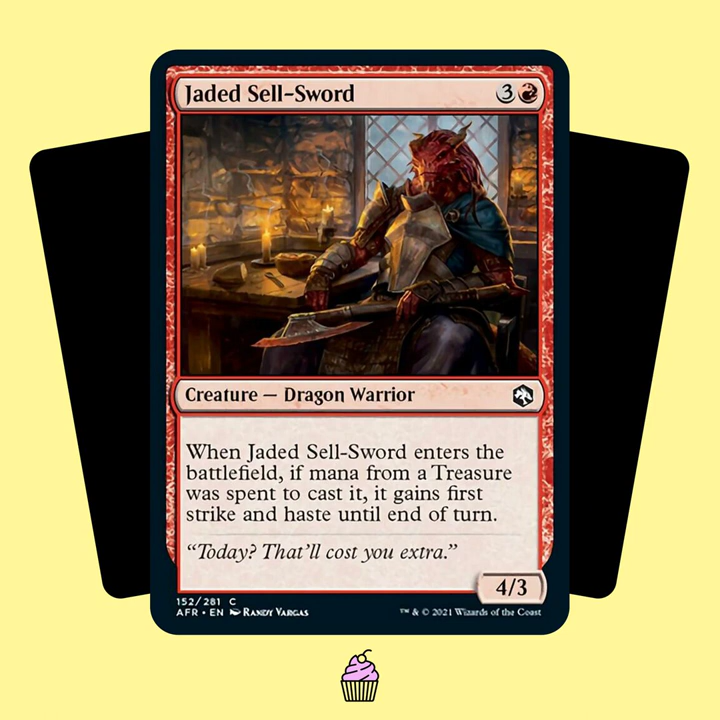 Jaded Sell-Sword 3
Creature — Dragon Warrior
When Jaded Sell-Sword enters the
battlefield, if mana from a Treasure
was spent to cast it, it gains first
strike and haste until end of turn.
“Today? That’ll cost you extra.”
4/3
152/281 C
AFR • EN Randy Vargas
™ & © 2021 Wizards of the Coast